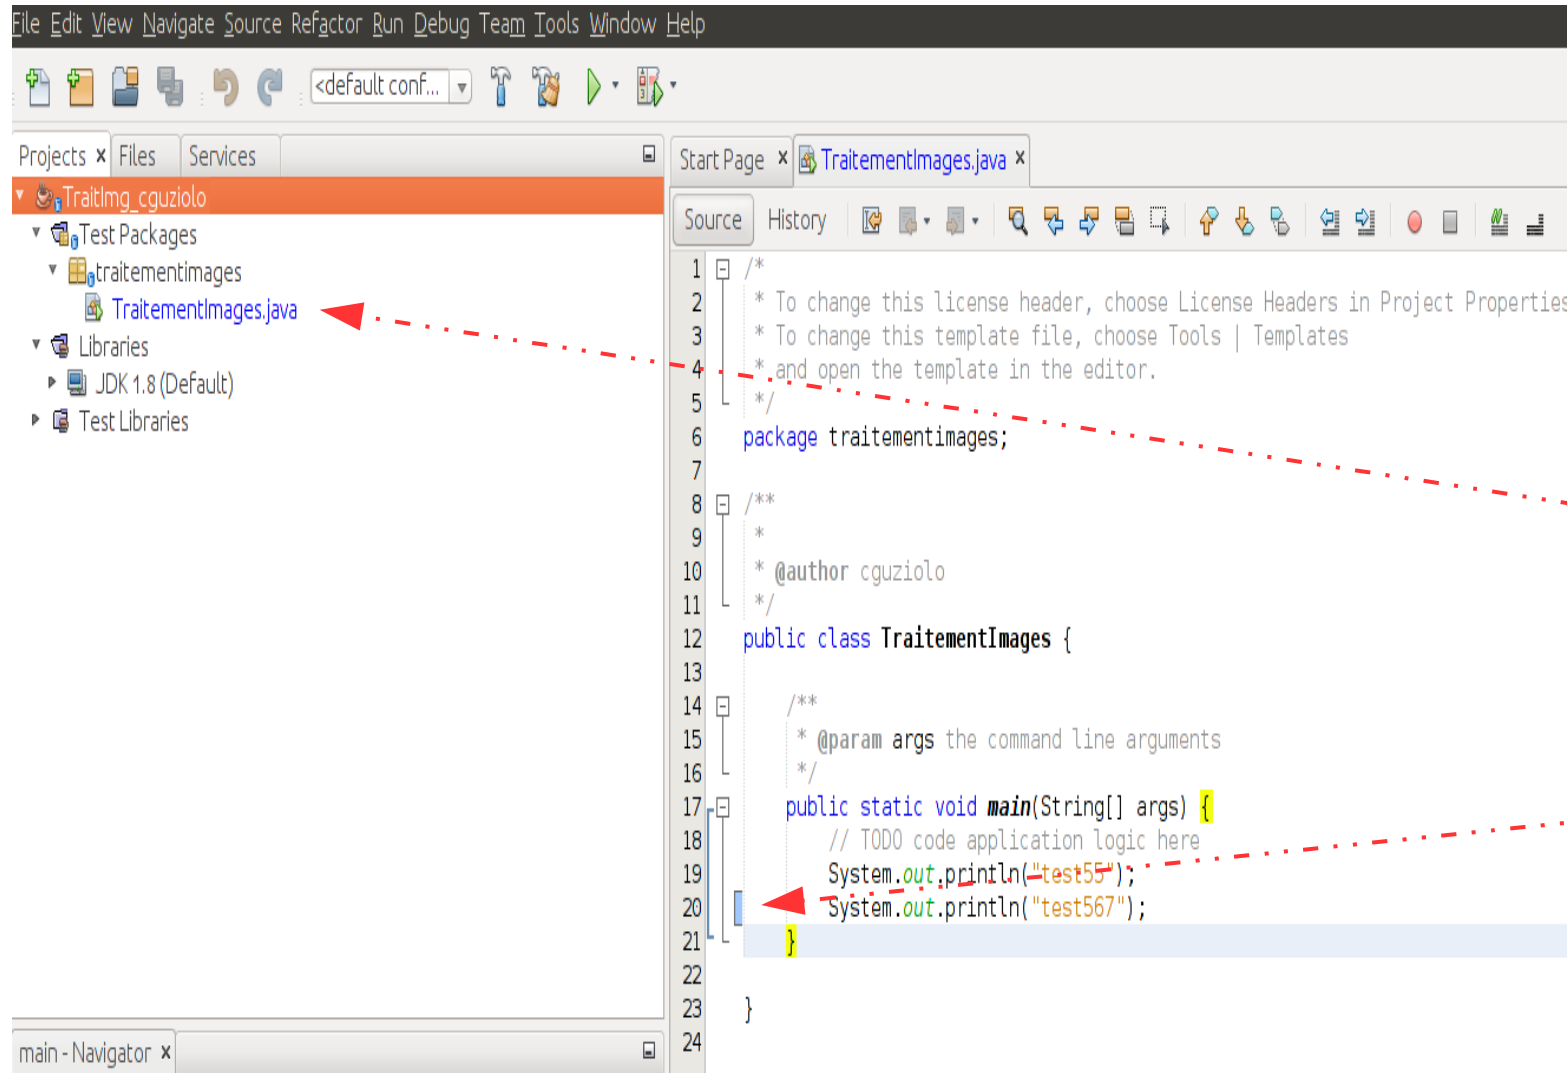 File Edit View Navigate Source Refactor Run Debug Team Tools Window Help
<default conf...
Projects Files Services
TraitImg_cguziolo
Test Packages
traitementimages
TraitementImages.java
Libraries
JDK 1.8 (Default)
Test Libraries
main - Navigator
Start Page TraitementImages.java
Source History
1 /*
2 * To change this license header, choose License Headers in Project Properties
3 * To change this template file, choose Tools | Templates
4 * and open the template in the editor.
5 */
6 package traitementimages;
7
8 /**
9 *
10 * @author cguziolo
11 */
12 public class TraitementImages {
13
14 /**
15 * @param args the command line arguments
16 */
17 public static void main(String[] args) {
18 // TODO code application logic here
19 System.out.println("test55");
20 System.out.println("test567");
21 }
22
23 }
24